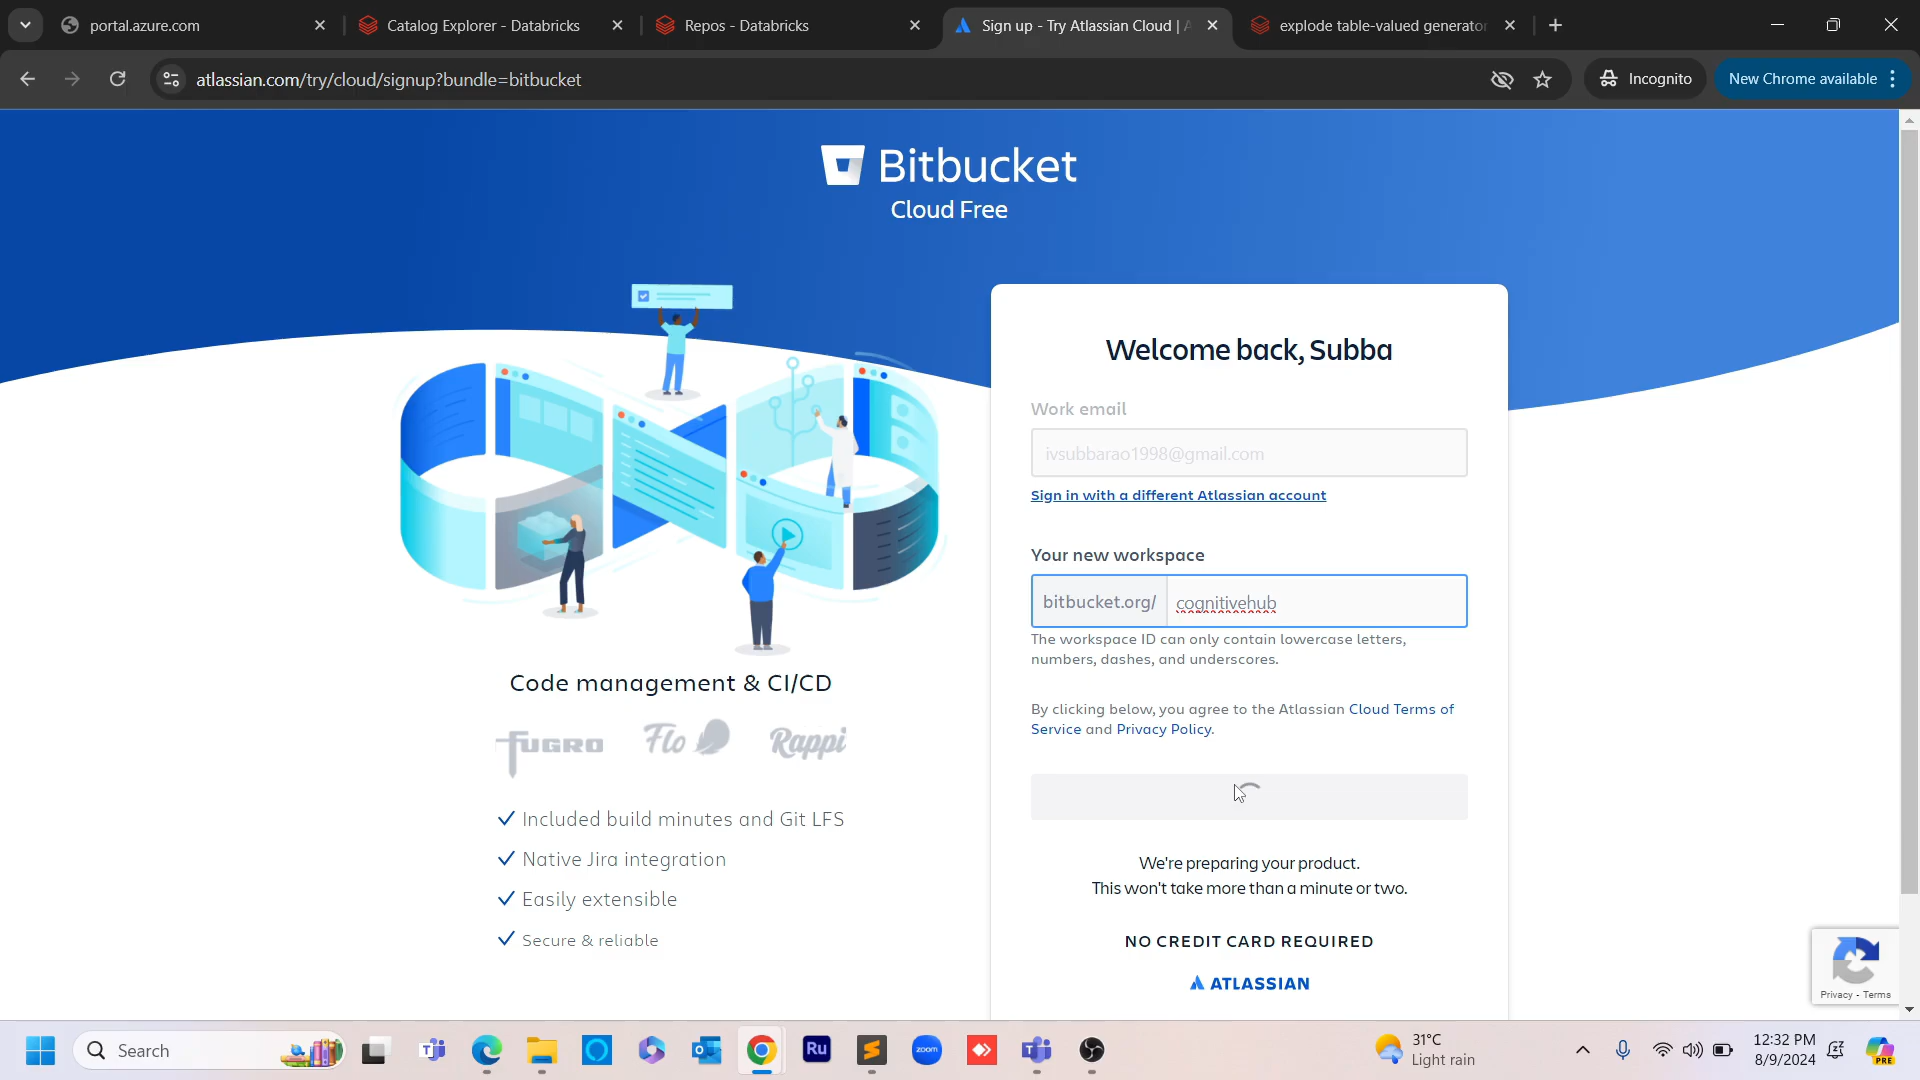 portal.azure.com
Catalog Explorer - Databricks
Repos - Databricks
Sign up - Try Atlassian Cloud |
explode table-valued generator
atlassian.com/try/cloud/signup?bundle=bitbucket
Incognito
New Chrome available
Bitbucket
Cloud Free
Welcome back, Subba
Work email
ivsubbarao1998@gmail.com
Sign in with a different Atlassian account
Your new workspace
bitbucket.org/ cognitivehub
The workspace ID can only contain lowercase letters,
numbers, dashes, and underscores.
By clicking below, you agree to the Atlassian Cloud Terms of
Service and Privacy Policy.
We're preparing your product.
This won't take more than a minute or two.
NO CREDIT CARD REQUIRED
ATLASSIAN
Code management & CI/CD
FUGRO Flo Rappi
Included build minutes and Git LFS
Native Jira integration
Easily extensible
Secure & reliable
Privacy - Terms
Search
Ru
zoom
31°C
Light rain
12:32 PM
8/9/2024
PRE